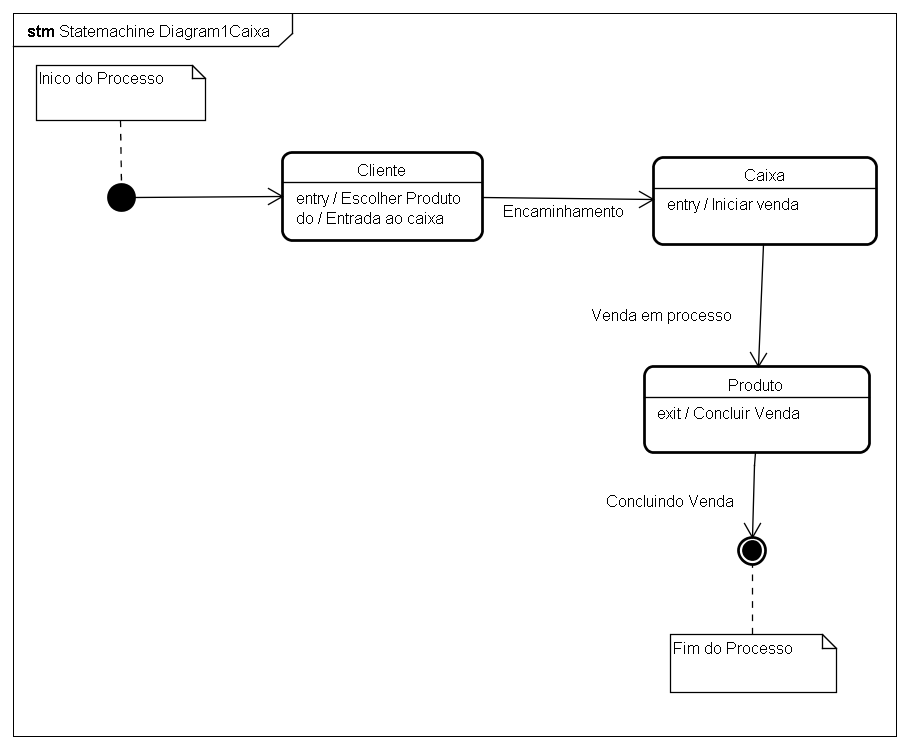 stm Statemachine Diagram1Caixa
Inico do Processo
Cliente
entry / Escolher Produto
do / Entrada ao caixa
Encaminhamento
Caixa
entry / Iniciar venda
Venda em processo
Produto
exit / Concluir Venda
Concluindo Venda
Fim do Processo